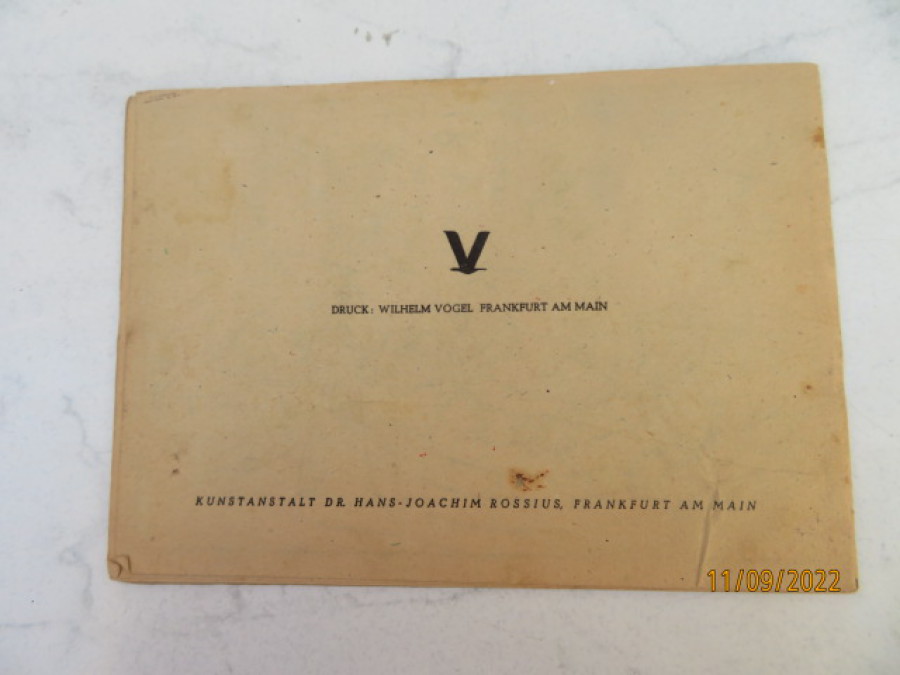 V
DRUCK: WILHELM VOGEL FRANKFURT AM MAIN
KUNSTANSTALT DR. HANS-JOACHIM ROSSIUS, FRANKFURT AM MAIN
11/09/2022